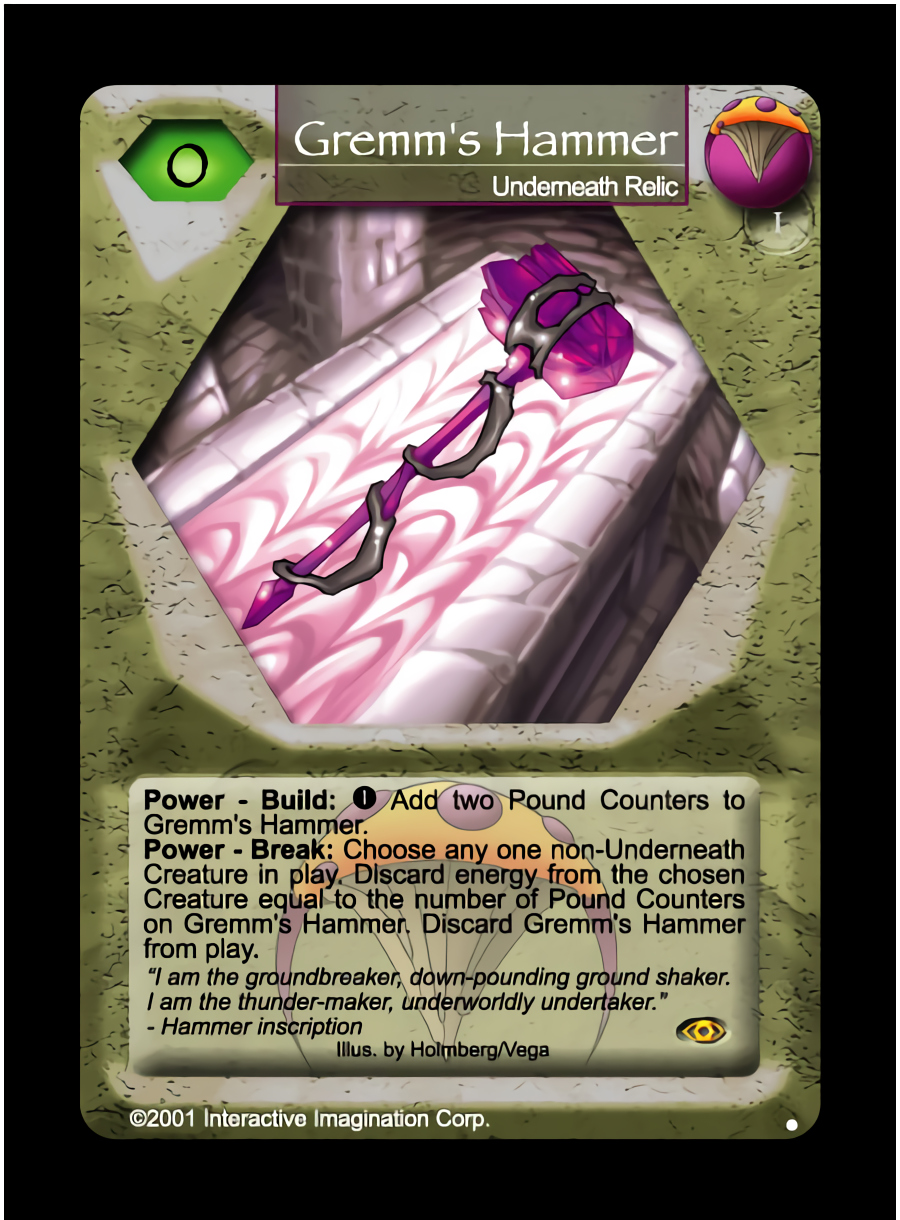 0
Gremm's Hammer
Underneath Relic
I
Power - Build: 1 Add two Pound Counters to
Gremm's Hammer.
Power - Break: Choose any one non-Underneath
Creature in play. Discard energy from the chosen
Creature equal to the number of Pound Counters
on Gremm's Hammer. Discard Gremm's Hammer
from play.
“I am the groundbreaker, down-pounding ground shaker.
I am the thunder-maker, underworldly undertaker.”
- Hammer inscription
Illus. by Holmberg/Vega
©2001 Interactive Imagination Corp.